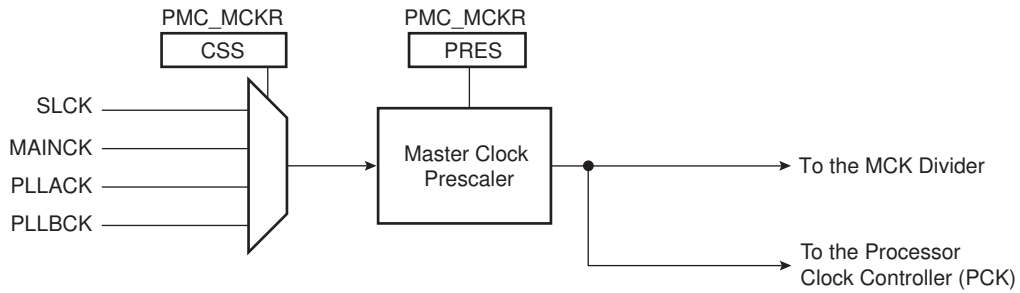 PMC_MCKR
PMC_MCKR
CSS
PRES
SLCK
MAINCK
PLLACK
PLLBCK
Master Clock
Prescaler
To the MCK Divider
To the Processor
Clock Controller (PCK)